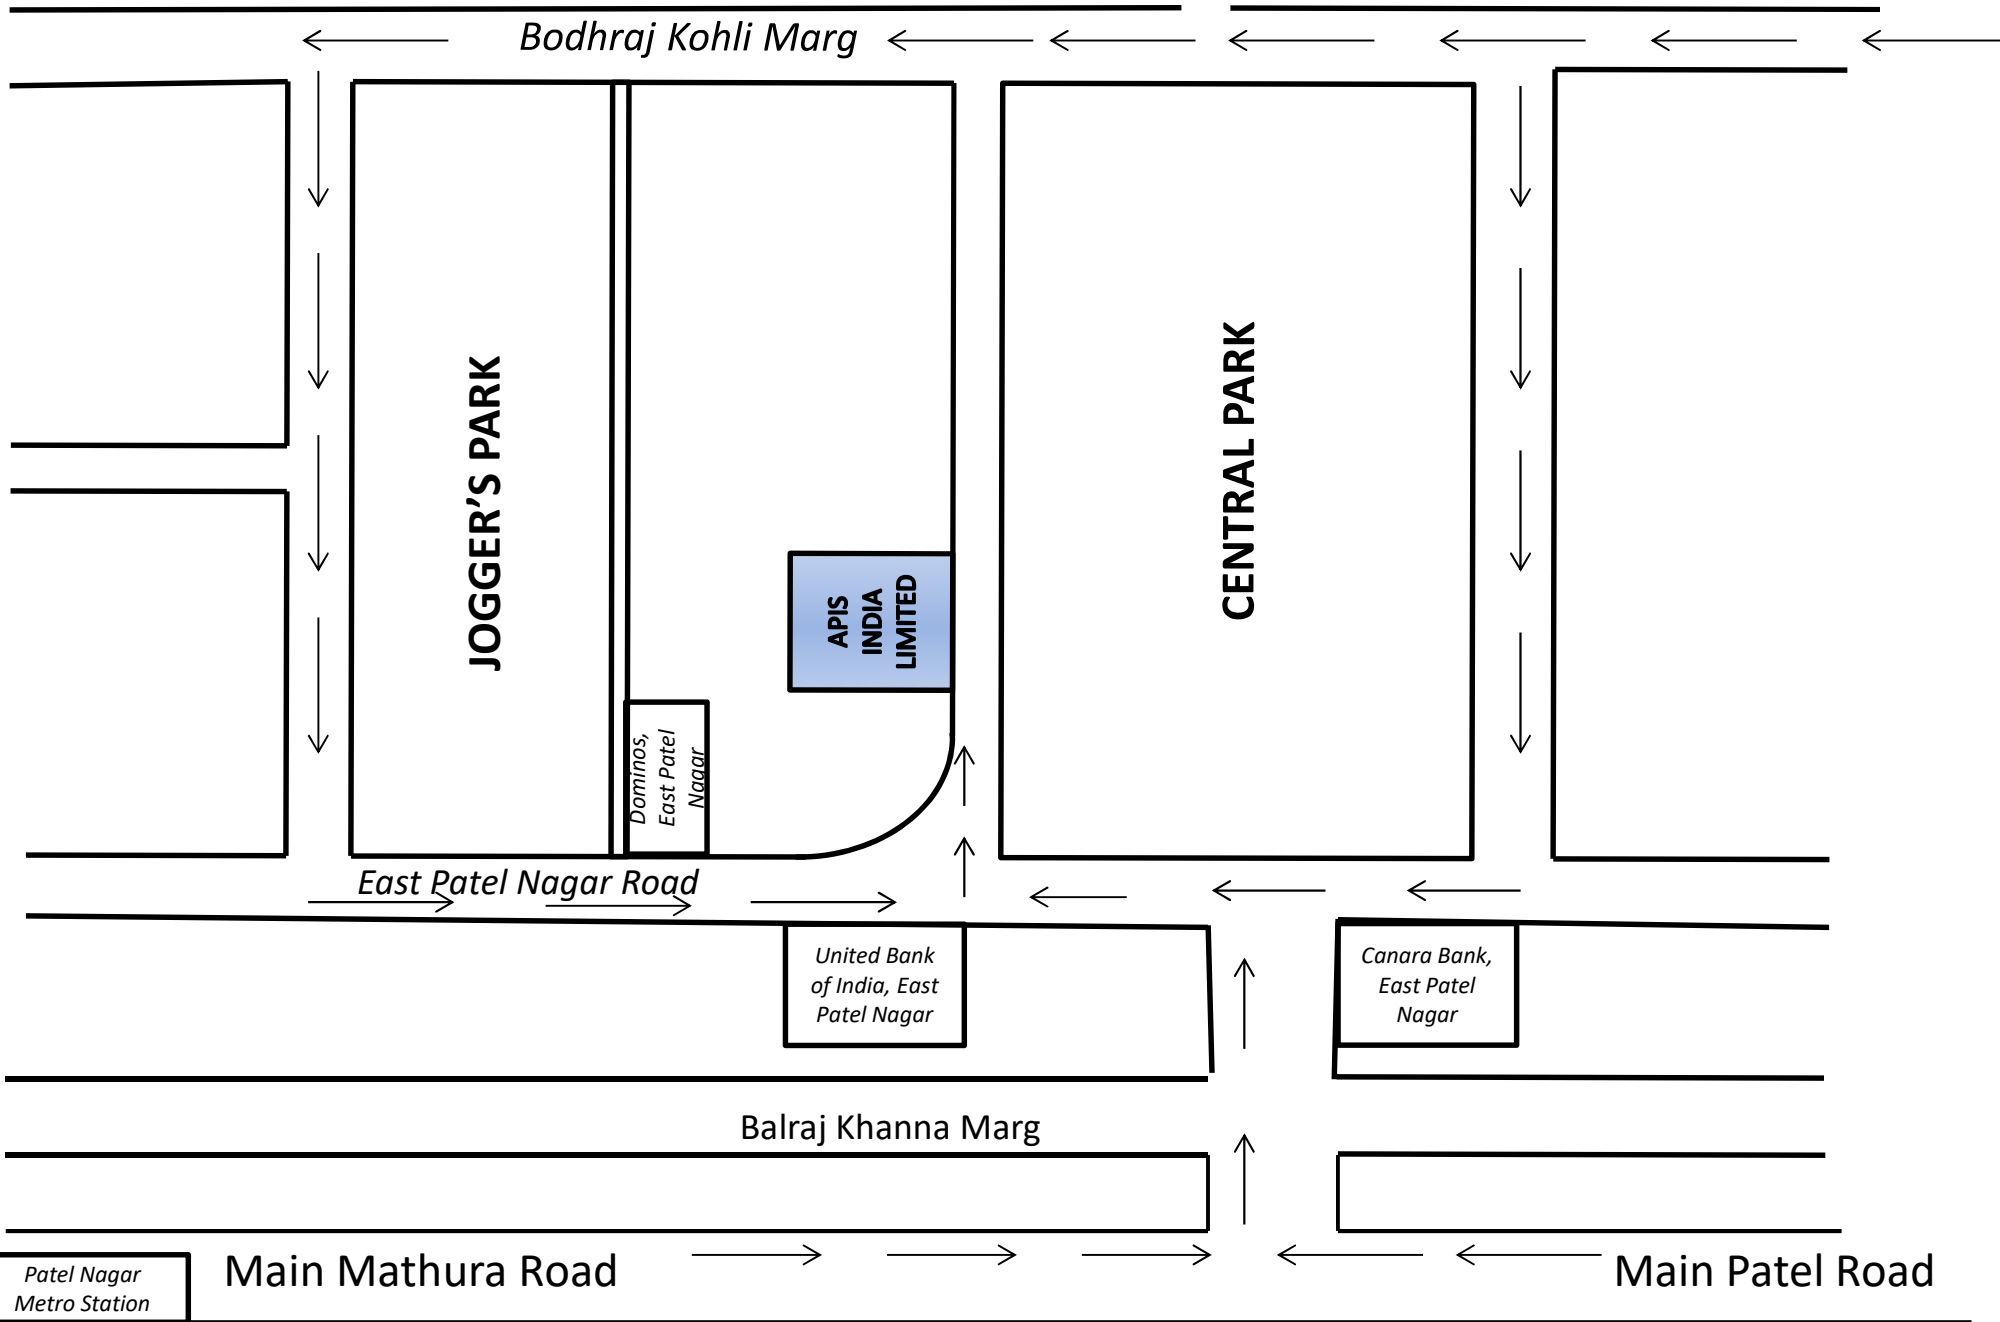 Bodhraj Kohli Marg
JOGGER’S PARK
CENTRAL PARK
APIS
INDIA
LIMITED
Dominos,
East Patel
Nagar
East Patel Nagar Road
United Bank
of India, East
Patel Nagar
Canara Bank,
East Patel
Nagar
Balraj Khanna Marg
Main Mathura Road
Main Patel Road
Patel Nagar
Metro Station